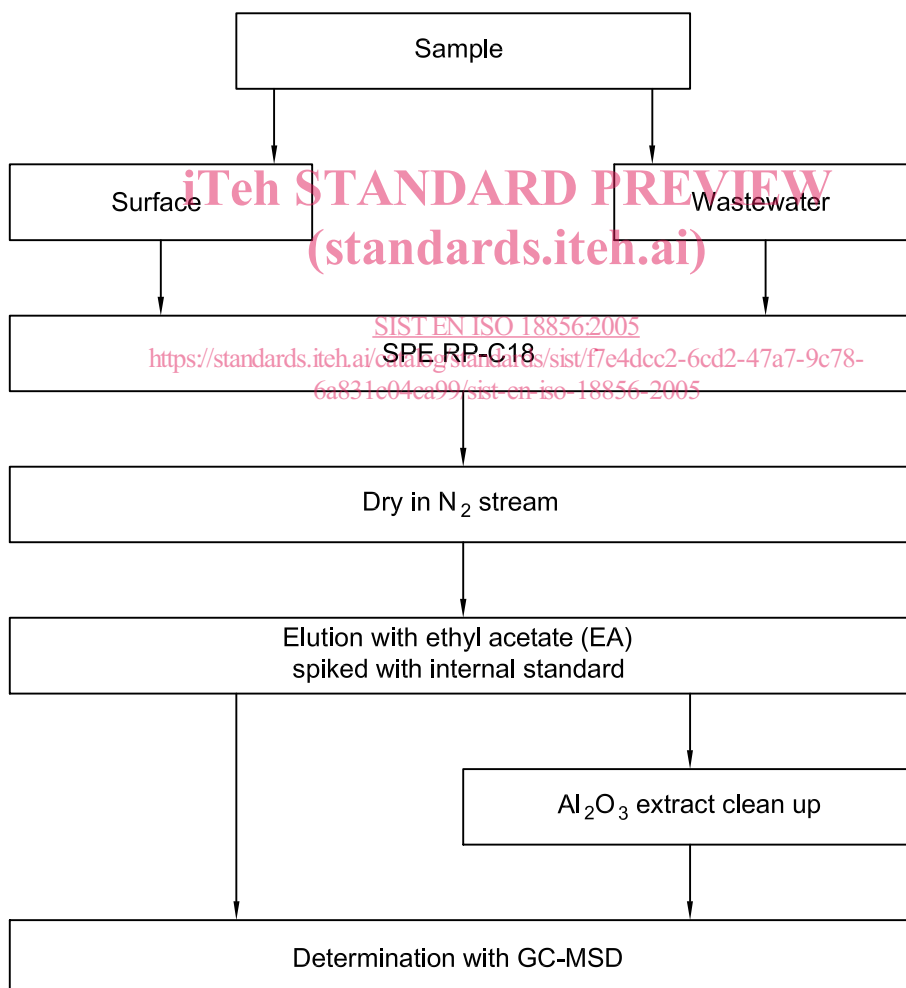 Sample
iTeh STANDARD PREVIEW
Surface
Wastewater
(standards.iteh.ai)
SIST EN ISO 18856:2005
SPE RP-C18
https://standards.iteh.ai/catalog/standards/sist/f7e4dcc2-6cd2-47a7-9c78-
6a831e04ca99/sist-en-iso-18856-2005
Dry in N₂ stream
Elution with ethyl acetate (EA)
spiked with internal standard
Al₂O₃ extract clean up
Determination with GC-MSD